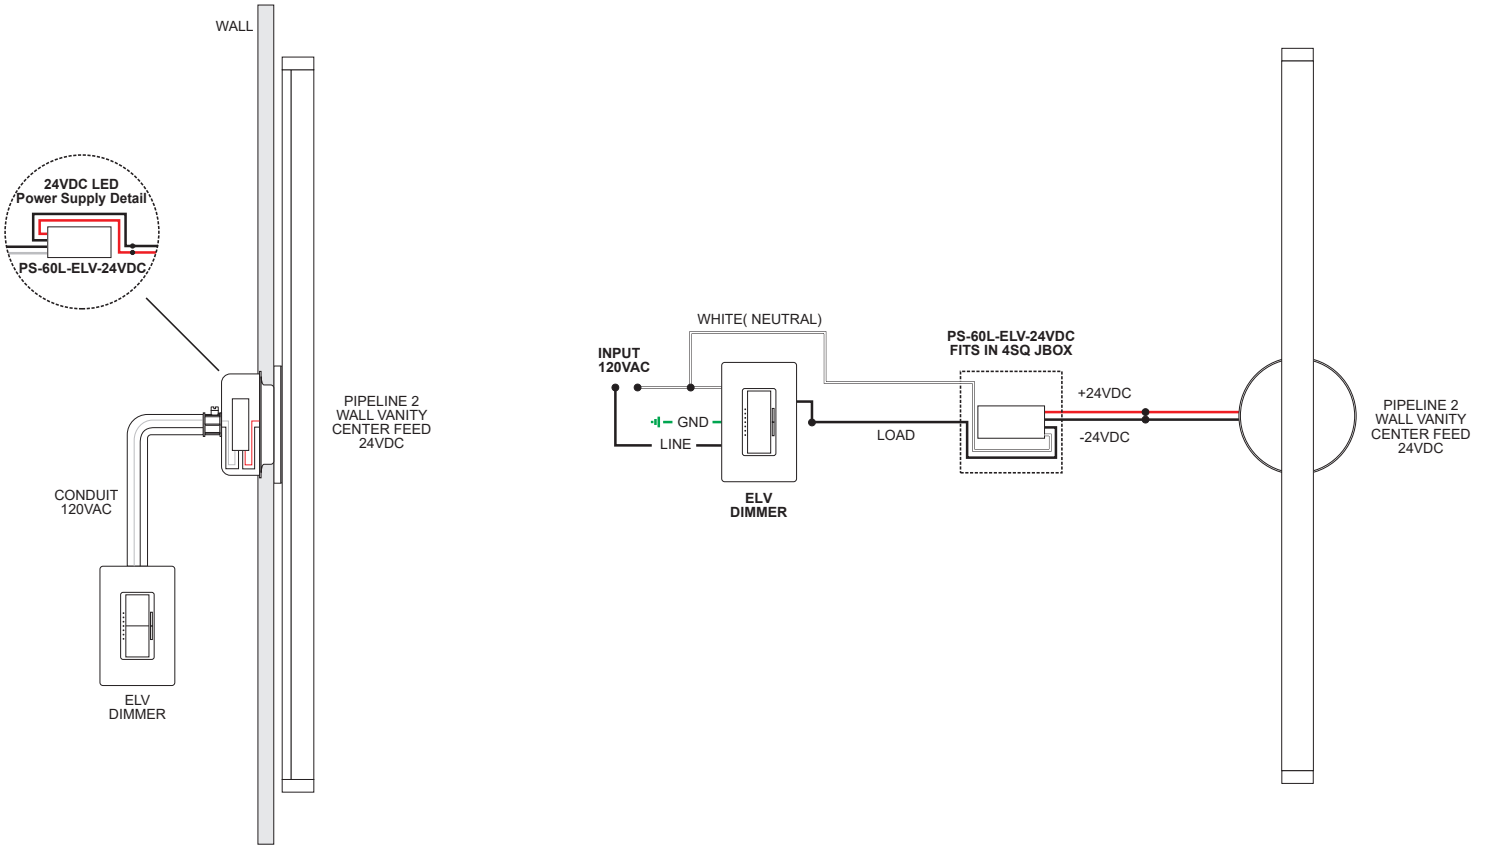 WALL
24VDC LED
Power Supply Detail
PS-60L-ELV-24VDC
PIPELINE 2
WALL VANITY
CENTER FEED
24VDC
CONDUIT
120VAC
ELV
DIMMER
WHITE( NEUTRAL)
INPUT
120VAC
GND
LINE
ELV
DIMMER
LOAD
PS-60L-ELV-24VDC
FITS IN 4SQ JBOX
+24VDC
-24VDC
PIPELINE 2
WALL VANITY
CENTER FEED
24VDC